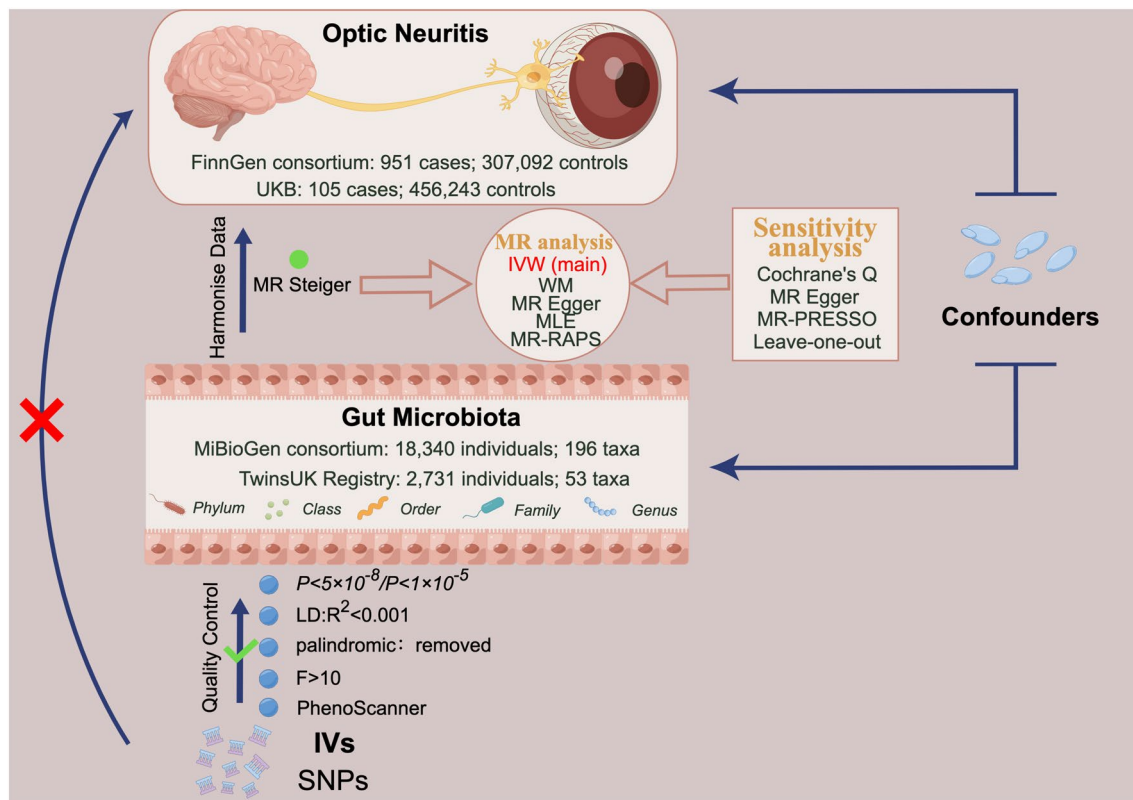 Optic Neuritis
FinnGen consortium: 951 cases; 307,092 controls
UKB: 105 cases; 456,243 controls
Harmonise Data
MR Steiger
MR analysis
IVW (main)
WM
MR Egger
MLE
MR-RAPS
Sensitivity
analysis
Cochrane's Q
MR Egger
MR-PRESSO
Leave-one-out
Confounders
Gut Microbiota
MiBioGen consortium: 18,340 individuals; 196 taxa
TwinsUK Registry: 2,731 individuals; 53 taxa
Phylum Class Order Family Genus
Quality Control
P<5×10⁻⁸/P<1×10⁻⁵
LD:R²<0.001
palindromic：removed
F>10
PhenoScanner
IVs
SNPs